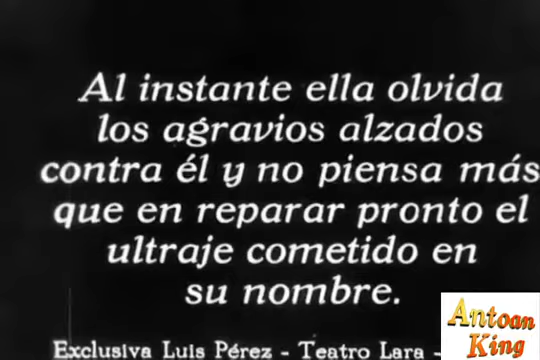 Al instante ella olvida
los agravios alzados
contra él y no piensa más
que en reparar pronto el
ultraje cometido en
su nombre.
Exclusiva Luis Pérez - Teatro Lara -
Antoan
King